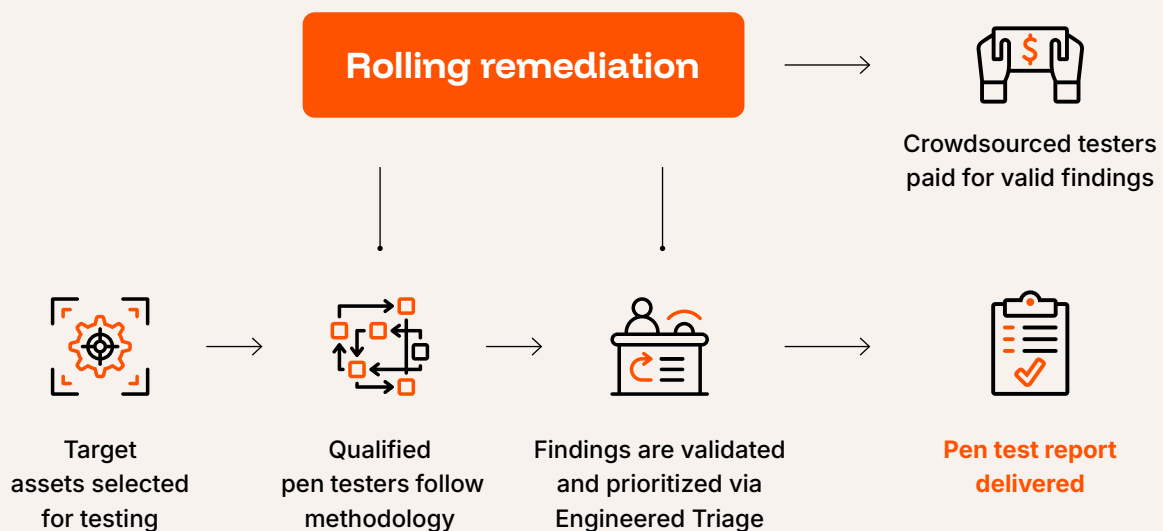 Rolling remediation
$
Crowdsourced testers
paid for valid findings
Target
assets selected
for testing
Qualified
pen testers follow
methodology
Findings are validated
and prioritized via
Engineered Triage
Pen test report
delivered